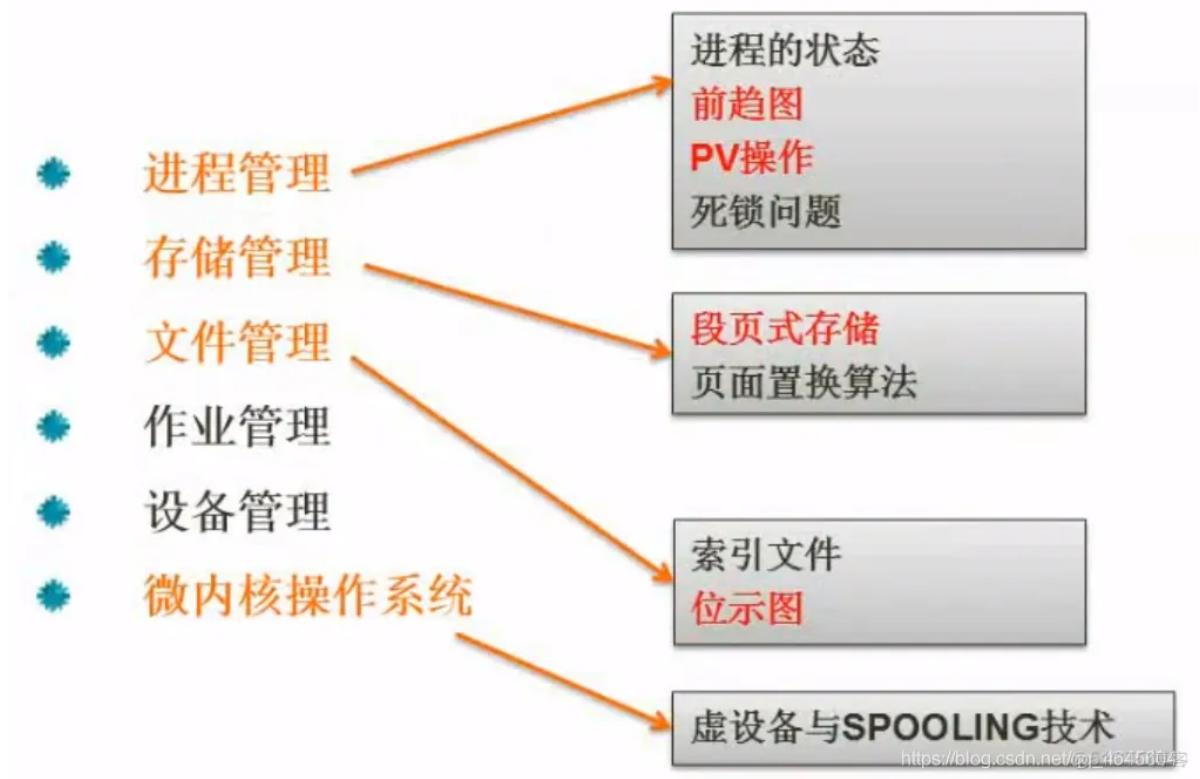 进程管理
存储管理
文件管理
作业管理
设备管理
微内核操作系统
进程的状态
前趋图
PV操作
死锁问题
段页式存储
页面置换算法
索引文件
位示图
虚设备与SPOOLING技术
https://blog.csdn.net/